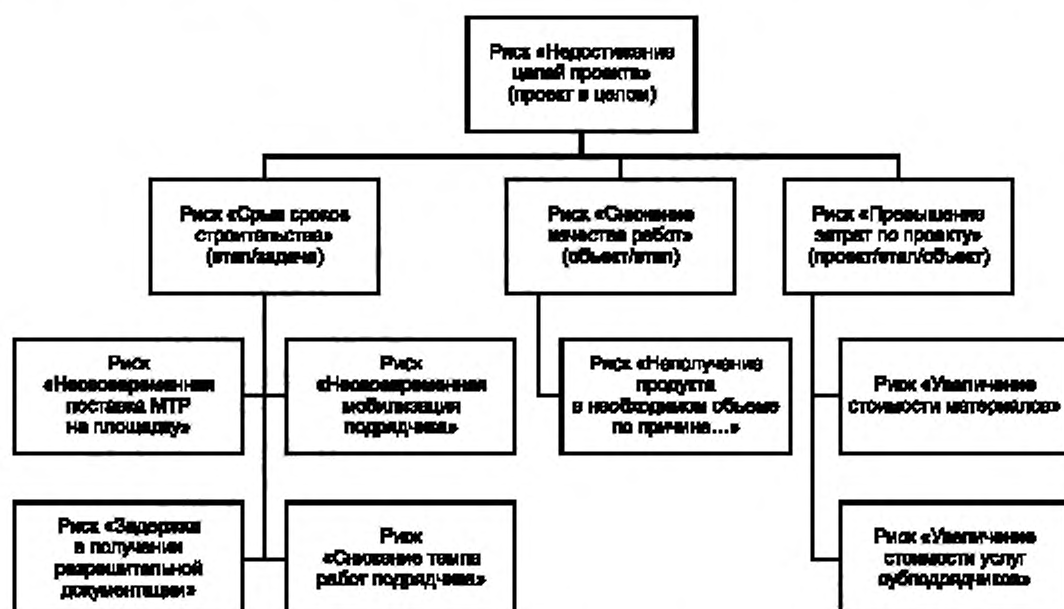 Риск «Недостижение
целей проекта»
(проект в целом)
Риск «Срыв сроков
строительства»
(этап/задача)
Риск «Снижение
качества работ»
(объект/этап)
Риск «Превышение
затрат по проекту»
(проект/этап/объект)
Риск
«Несвоевременная
поставка МТР
на площадку»
Риск
«Несвоевременная
мобилизация
подрядчика»
Риск «Неполучение
продукта
в необходимом объеме
по причине...»
Риск «Увеличение
стоимости материалов»
Риск «Задержка
в получении
разрешительной
документации»
Риск
«Снижение темпа
работ подрядчика»
Риск «Увеличение
стоимости услуг
субподрядчиков»